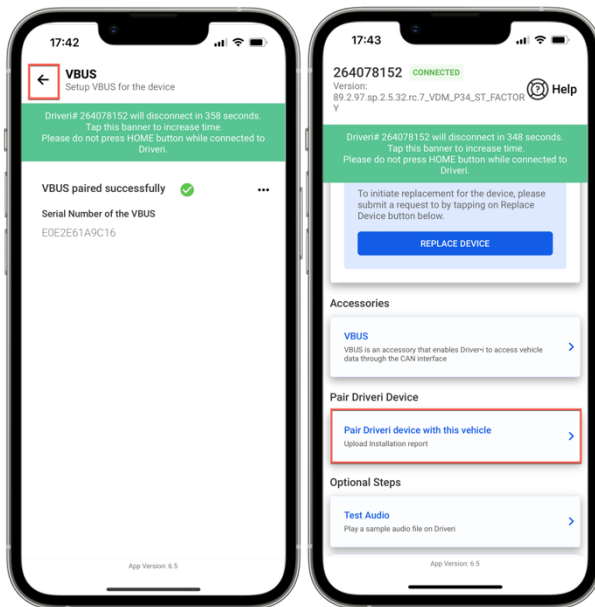 17:42
VBUS
Setup VBUS for the device
Driveri# 264078152 will disconnect in 358 seconds.
Tap this banner to increase time.
Please do not press HOME button while connected to
Driveri.
VBUS paired successfully
Serial Number of the VBUS
E0E2E61A9C16
App Version: 6.5
17:43
264078152 CONNECTED
Version:
89.2.97.sp.2.5.32.rc.7_VDM_P34_ST_FACTOR
Y
Help
Driveri# 264078152 will disconnect in 348 seconds.
Tap this banner to increase time.
Please do not press HOME button while connected to
Driveri.
To initiate replacement for the device, please
submit a request to by tapping on Replace
Device button below.
REPLACE DEVICE
Accessories
VBUS
VBUS is an accessory that enables Driver•i to access vehicle
data through the CAN interface
Pair Driveri Device
Pair Driveri device with this vehicle
Upload Installation report
Optional Steps
Test Audio
Play a sample audio file on Driveri
App Version: 6.5